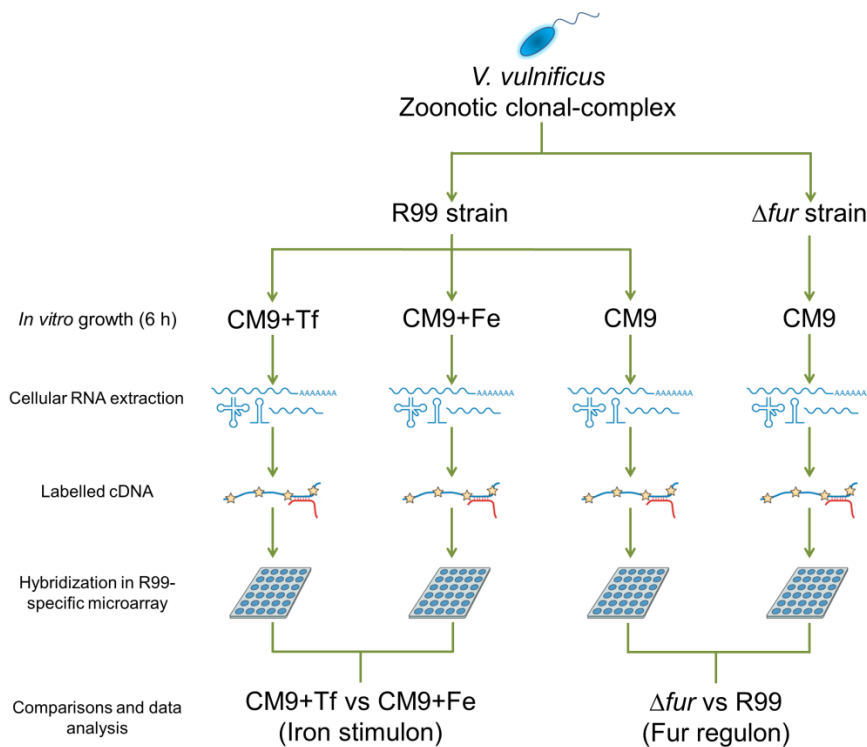 V. vulnificus
Zoonotic clonal-complex
R99 strain
Δfur strain
In vitro growth (6 h)
CM9+Tf
CM9+Fe
CM9
CM9
Cellular RNA extraction
AAAAAAA
AAAAAAA
AAAAAAA
AAAAAAA
Labelled cDNA
Hybridization in R99-
specific microarray
Comparisons and data
analysis
CM9+Tf vs CM9+Fe
(Iron stimulon)
Δfur vs R99
(Fur regulon)